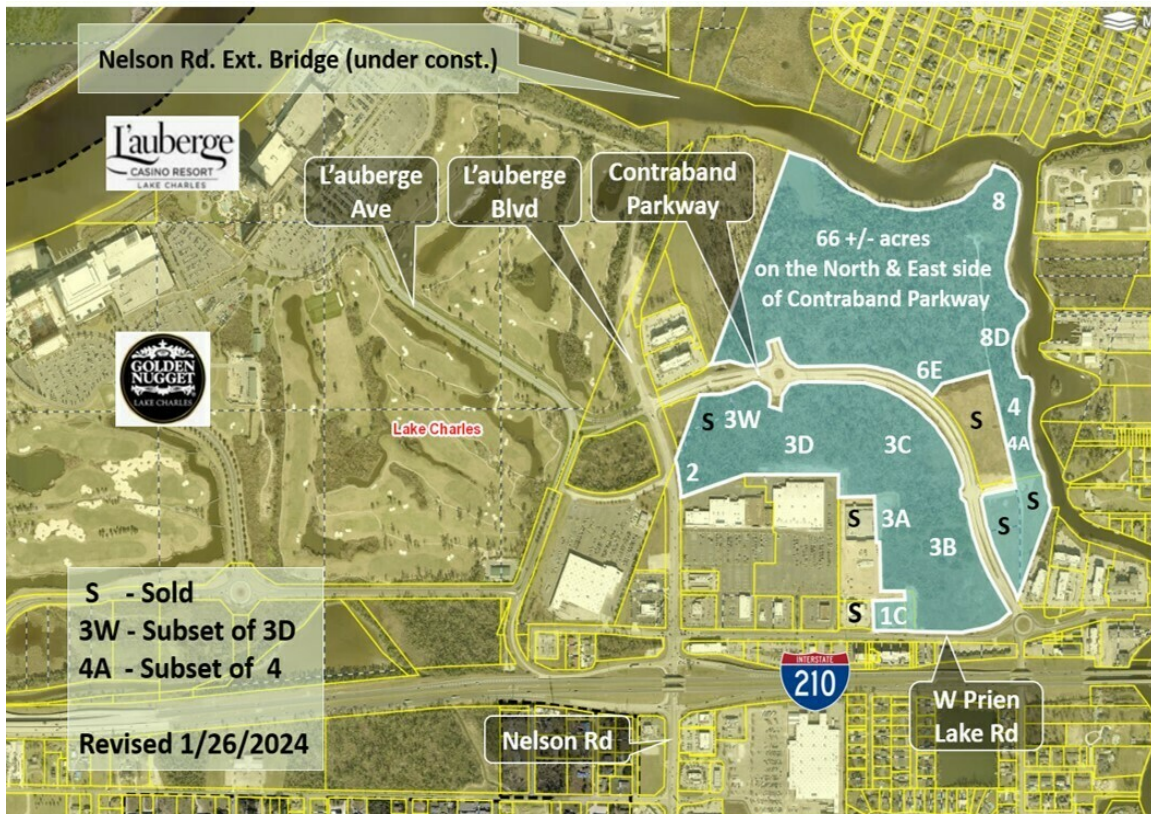 M
Nelson Rd. Ext. Bridge (under const.)
L'auberge
CASINO RESORT
LAKE CHARLES
L'auberge
Ave
L'auberge
Blvd
Contraband
Parkway
8
66 +/- acres
on the North & East side
of Contraband Parkway
8D
GOLDEN
NUGGET
LAKE CHARLES
6E
Lake Charles
S
3W
3D
3C
S
4
4A
2
S
S
S
3A
3B
S
1C
S - Sold
3W - Subset of 3D
4A - Subset of 4
Revised 1/26/2024
INTERSTATE
210
W Prien
Lake Rd
Nelson Rd